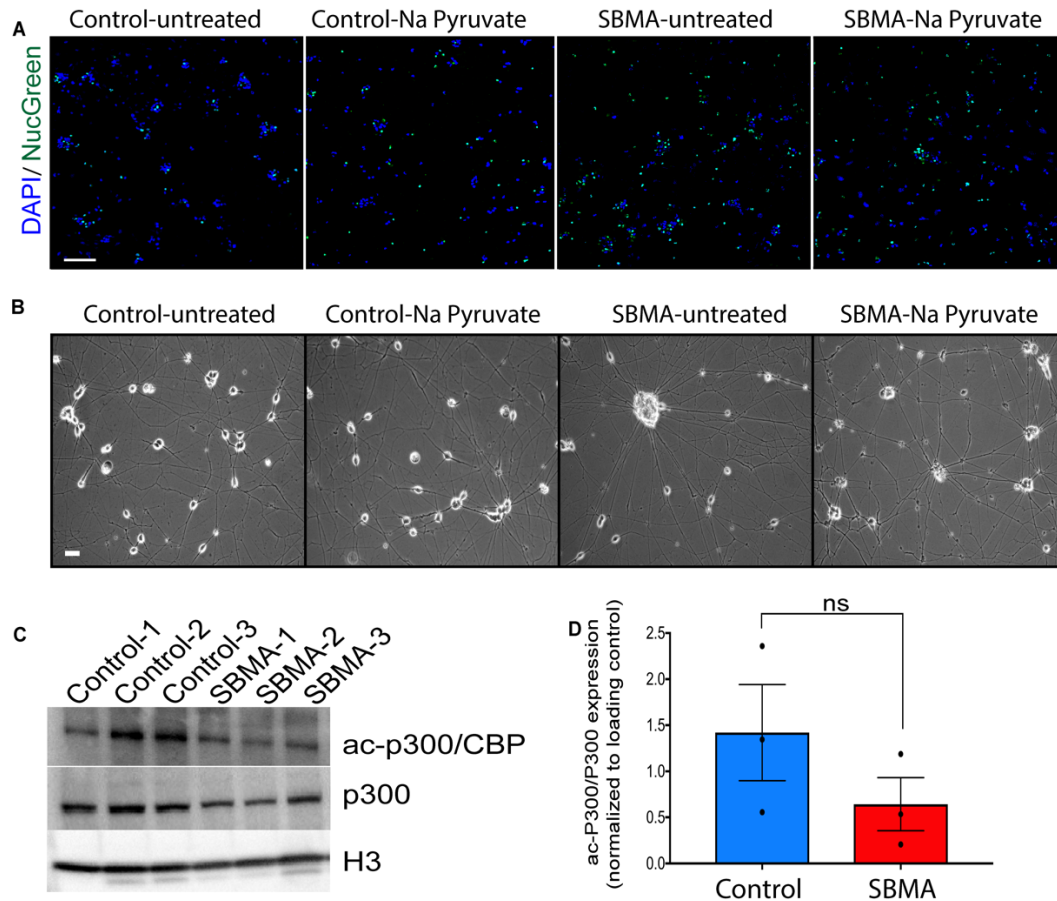 A
Control-untreated
Control-Na Pyruvate
SBMA-untreated
SBMA-Na Pyruvate
DAPI/ NucGreen
B
Control-untreated
Control-Na Pyruvate
SBMA-untreated
SBMA-Na Pyruvate
C
Control-1
Control-2
Control-3
SBMA-1
SBMA-2
SBMA-3
ac-p300/CBP
p300
H3
D
ns
ac-P300/P300 expression
(normalized to loading control)
2.5
2.0
1.5
1.0
0.5
0.0
Control
SBMA